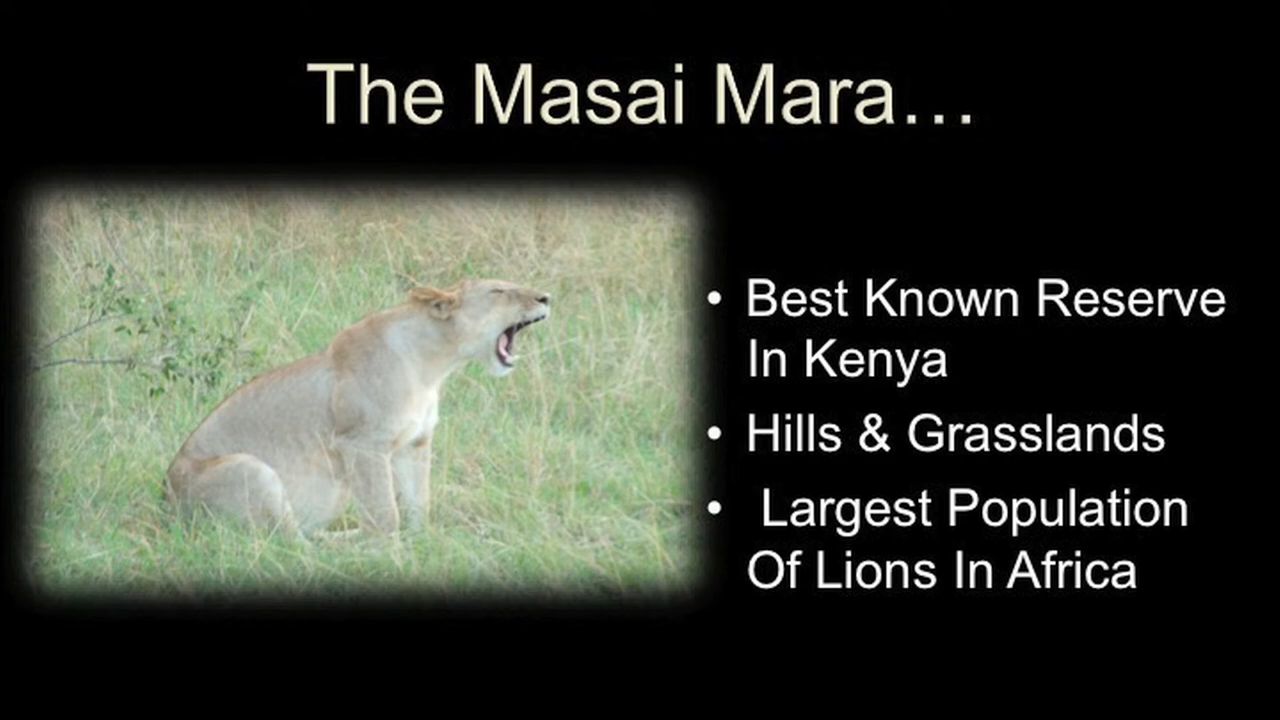 The Masai Mara…
• Best Known Reserve
In Kenya
• Hills & Grasslands
• Largest Population
Of Lions In Africa